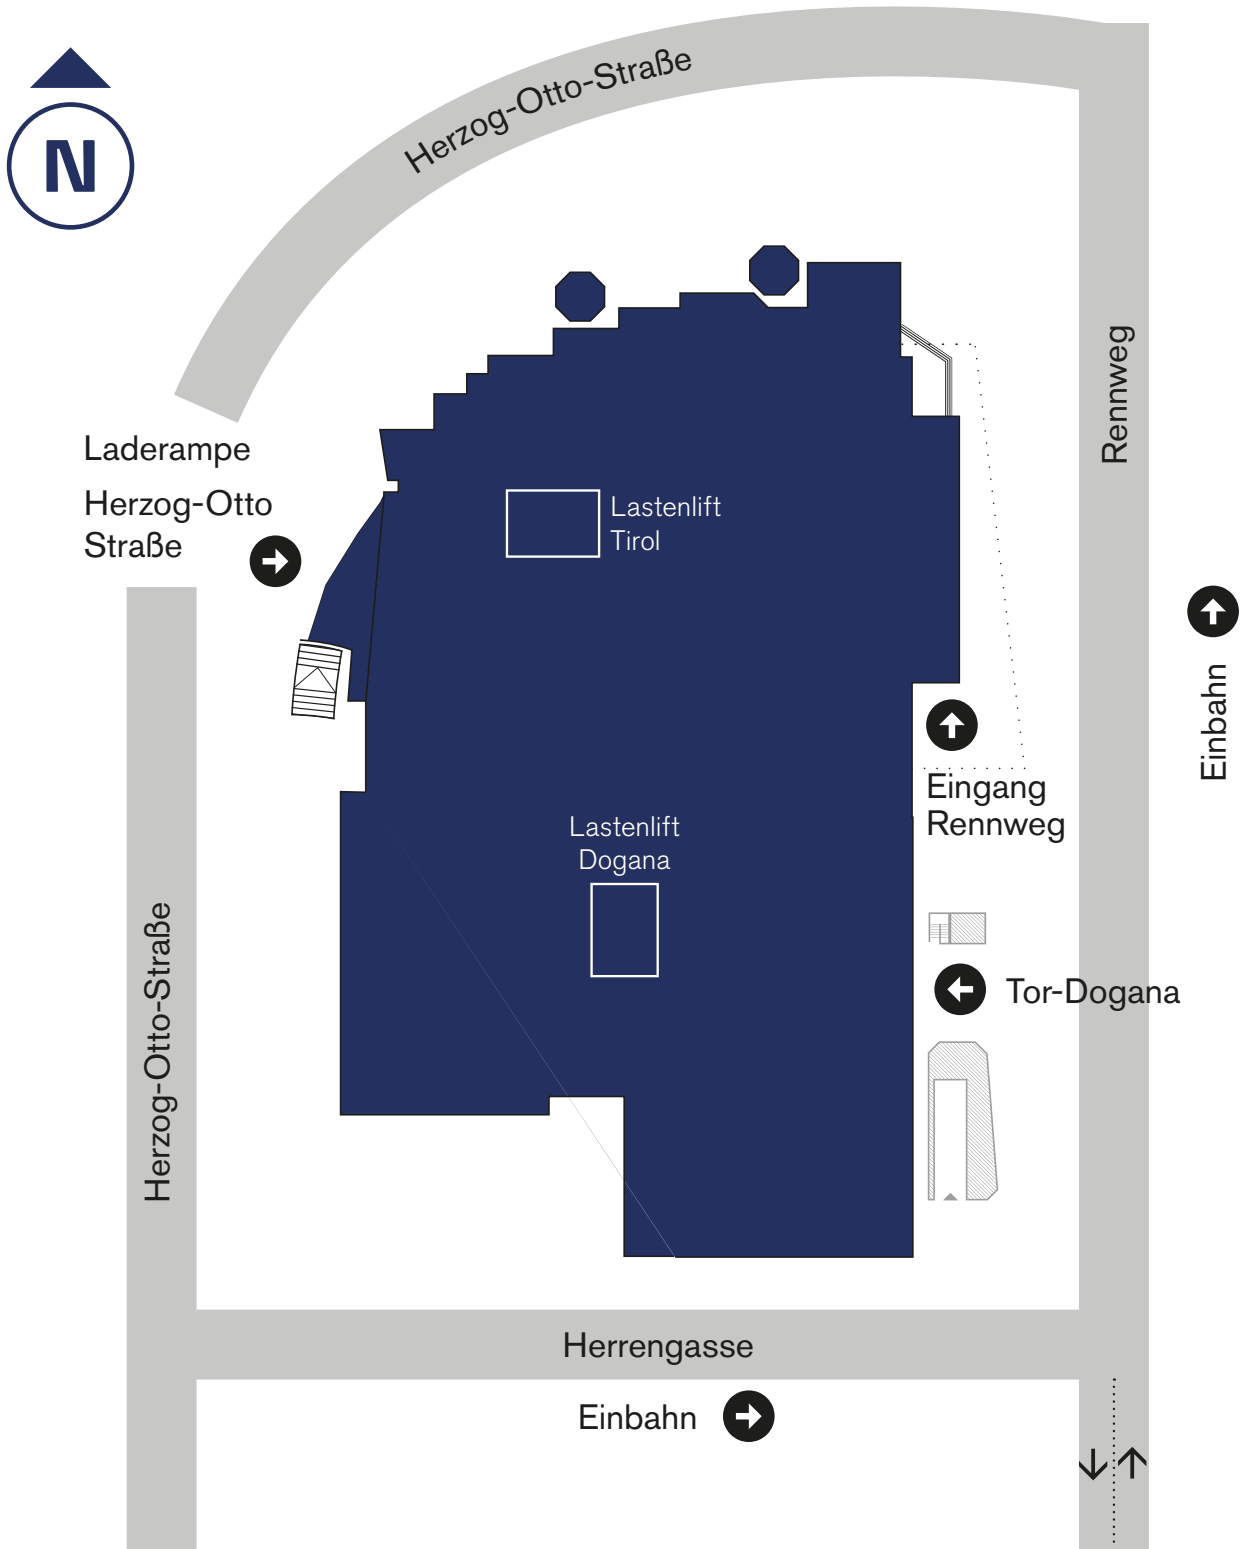 Herzog-Otto-Straße
N
Rennweg
Laderampe
Herzog-Otto
Straße
Lastenlift
Tirol
Einbahn
Eingang
Rennweg
Lastenlift
Dogana
Herzog-Otto-Straße
Tor-Dogana
Herrengasse
Einbahn